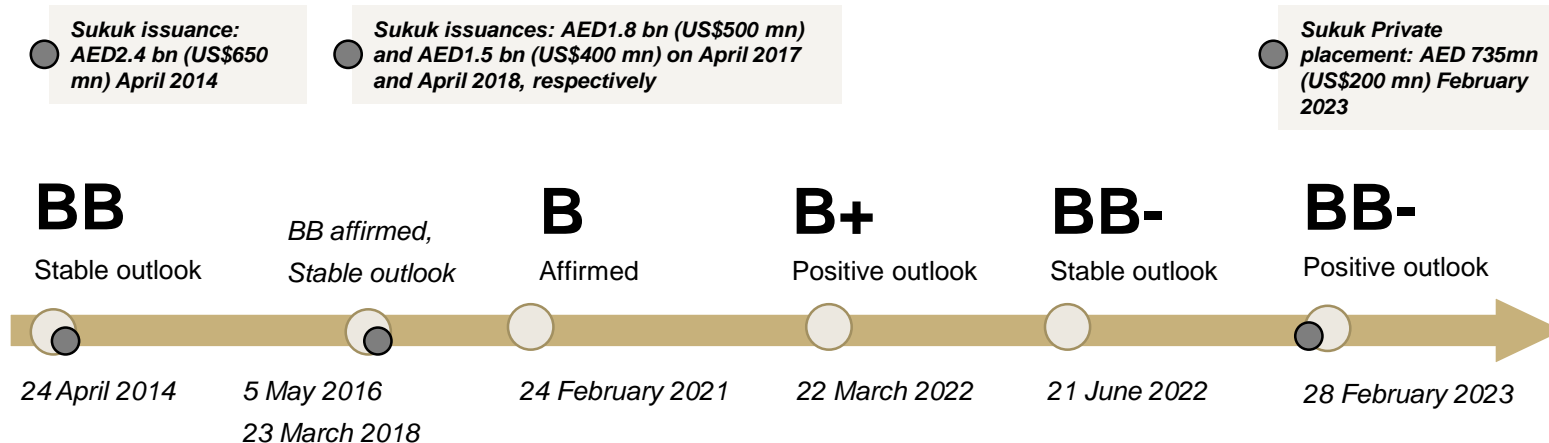 Sukuk issuance:
AED2.4 bn (US$650
mn) April 2014
Sukuk issuances: AED1.8 bn (US$500 mn)
and AED1.5 bn (US$400 mn) on April 2017
and April 2018, respectively
Sukuk Private
placement: AED 735mn
(US$200 mn) February
2023
BB
Stable outlook
BB affirmed,
Stable outlook
B
Affirmed
B+
Positive outlook
BB-
Stable outlook
BB-
Positive outlook
24 April 2014
5 May 2016
23 March 2018
24 February 2021
22 March 2022
21 June 2022
28 February 2023